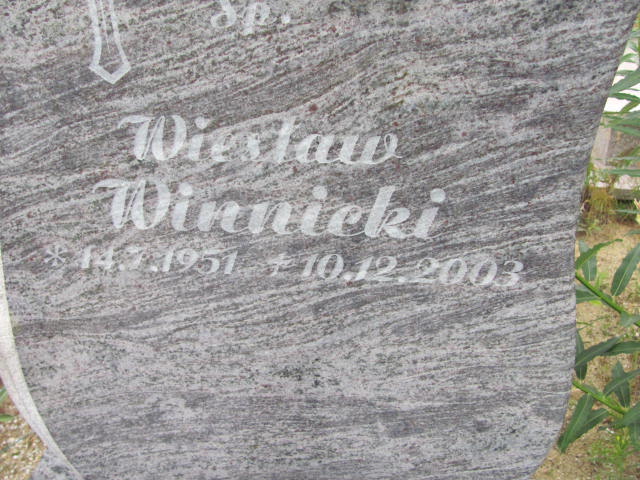 Śp.
Wiesław
Winnicki
* 14.7.1951 + 10.12.2003